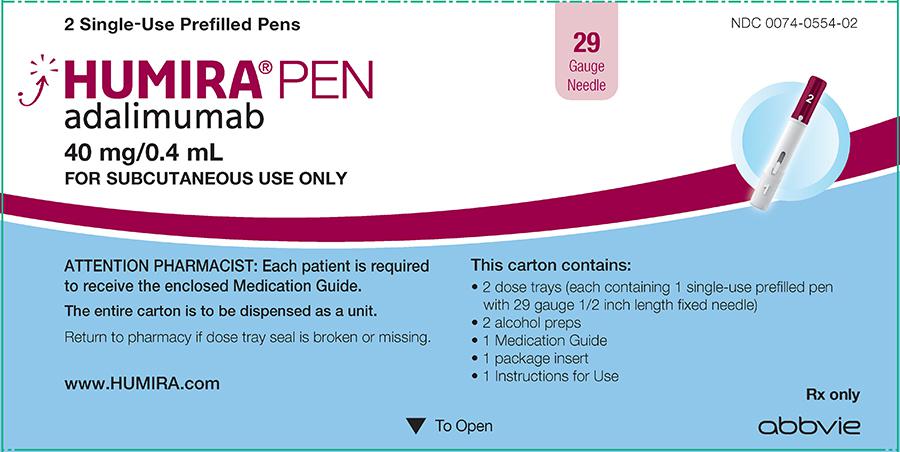 2 Single-Use Prefilled Pens
NDC 0074-0554-02
29
Gauge
Needle
HUMIRA® PEN
adalimumab
40 mg/0.4 mL
FOR SUBCUTANEOUS USE ONLY
2
1
ATTENTION PHARMACIST: Each patient is required
to receive the enclosed Medication Guide.
The entire carton is to be dispensed as a unit.
Return to pharmacy if dose tray seal is broken or missing.
www.HUMIRA.com
This carton contains:
• 2 dose trays (each containing 1 single-use prefilled pen
with 29 gauge 1/2 inch length fixed needle)
• 2 alcohol preps
• 1 Medication Guide
• 1 package insert
• 1 Instructions for Use
Rx only
▼ To Open
abbvie